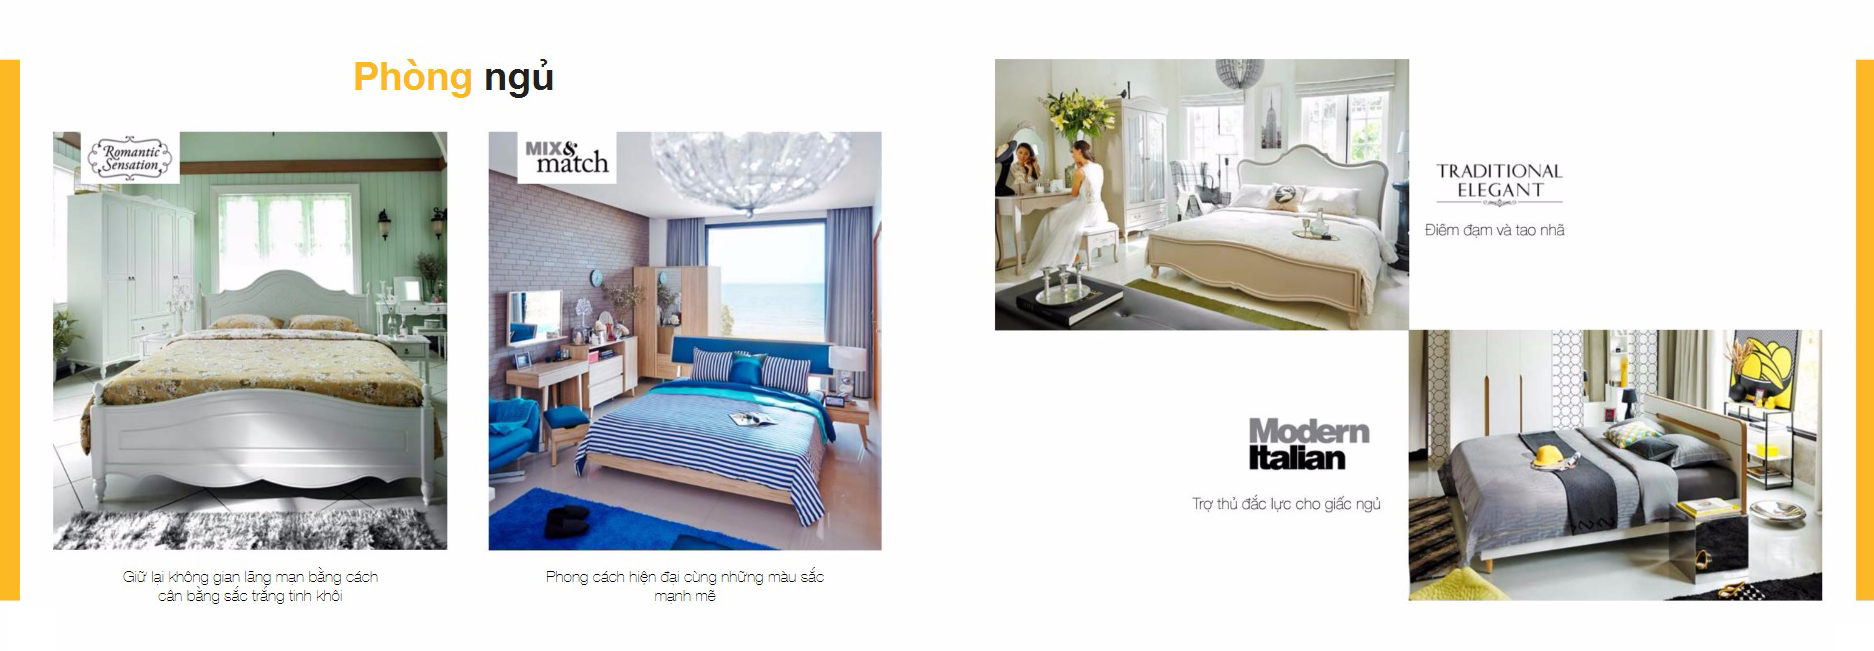 Phòng ngủ
Romantic
Sensation
MIX&
match
Giữ lại không gian lãng mạn bằng cách
cân bằng sắc trắng tinh khôi
Phong cách hiện đại cùng những màu sắc
mạnh mẽ
TRADITIONAL
ELEGANT
Điềm đạm và tao nhã
Modern
Italian
Trợ thủ đắc lực cho giấc ngủ